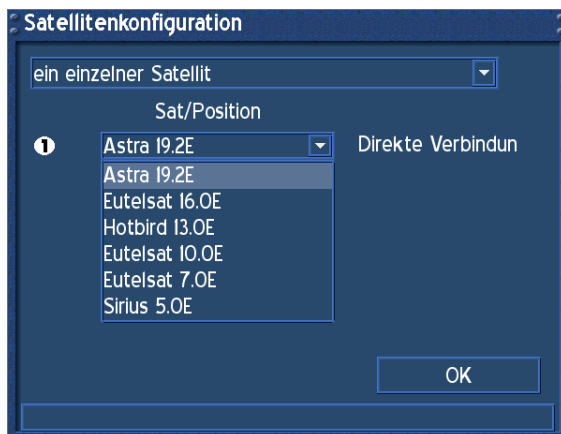 Satellitenkonfiguration
ein einzelner Satellit
Sat/Position
1 Astra 19.2E Direkte Verbindun
Astra 19.2E
Eutelsat 16.0E
Hotbird 13.0E
Eutelsat 10.0E
Eutelsat 7.0E
Sirius 5.0E
OK